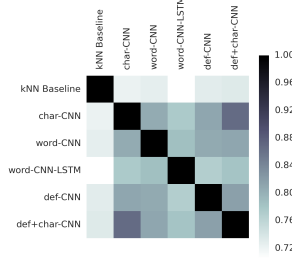 kNN Baseline
char-CNN
word-CNN
word-CNN-LSTM
def-CNN
def+char-CNN
kNN Baseline
char-CNN
word-CNN
word-CNN-LSTM
def-CNN
def+char-CNN
1.00
0.96
0.92
0.88
0.84
0.80
0.76
0.72